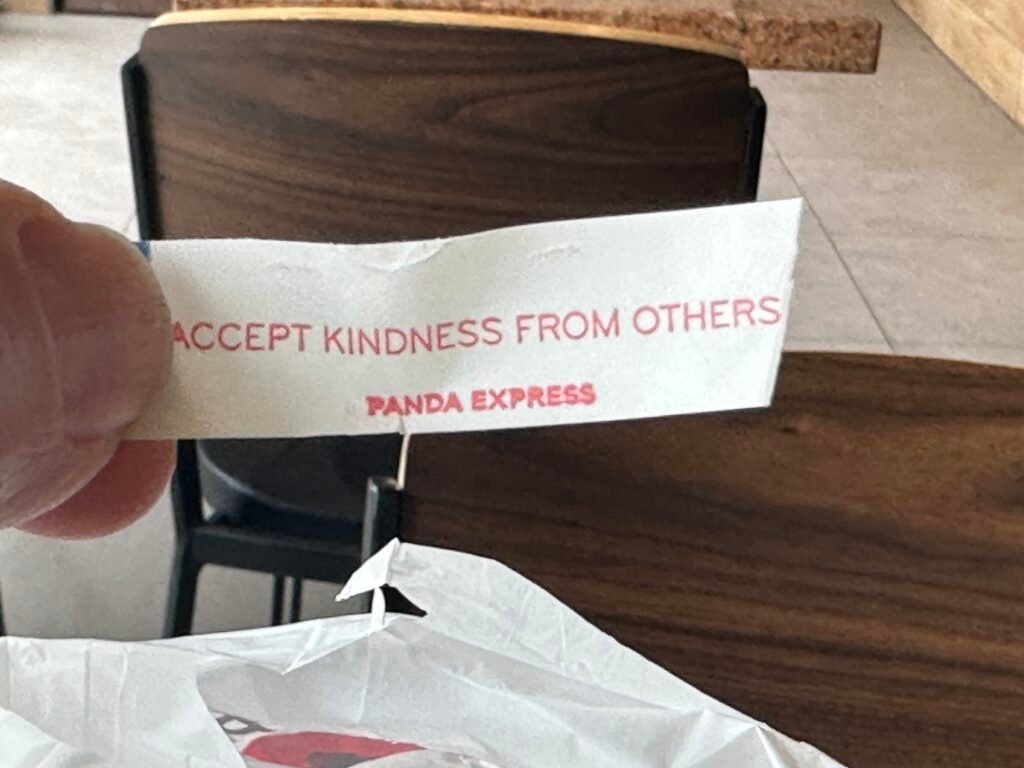 ACCEPT KINDNESS FROM OTHERS
PANDA EXPRESS